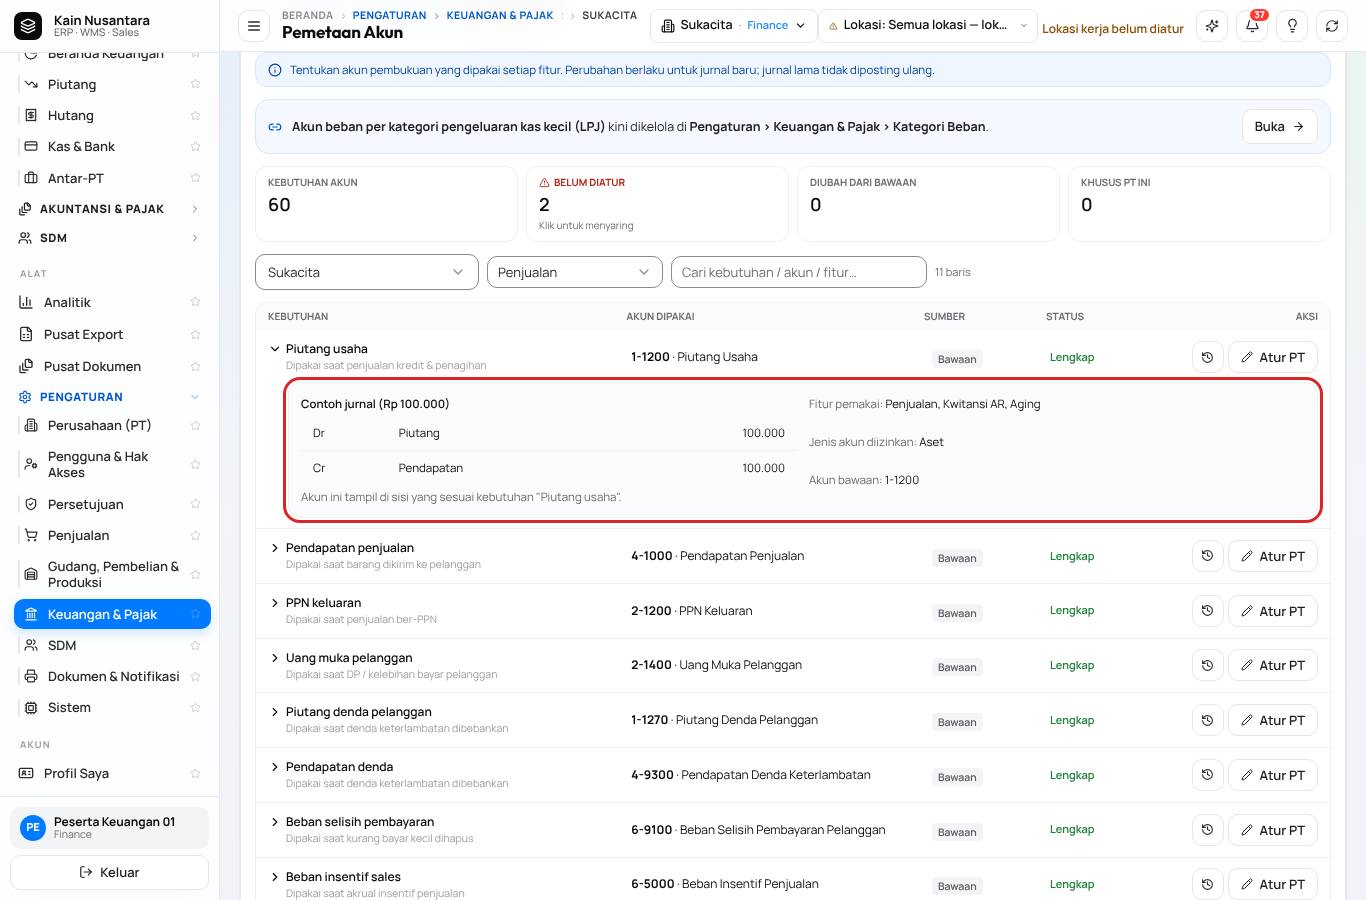 Kain Nusantara
ERP · WMS · Sales
Beranda Keuangan
Piutang
Hutang
Kas & Bank
Antar-PT
AKUNTANSI & PAJAK
SDM
ALAT
Analitik
Pusat Export
Pusat Dokumen
PENGATURAN
Perusahaan (PT)
Pengguna & Hak
Akses
Persetujuan
Penjualan
Gudang, Pembelian &
Produksi
Keuangan & Pajak
SDM
Dokumen & Notifikasi
Sistem
AKUN
Profil Saya
PE
Peserta Keuangan 01
Finance
Keluar
BERANDA › PENGATURAN › KEUANGAN & PAJAK : › SUKACITA
Pemetaan Akun
Sukacita · Finance
Lokasi: Semua lokasi — lok...
Lokasi kerja belum diatur
37
Tentukan akun pembukuan yang dipakai setiap fitur. Perubahan berlaku untuk jurnal baru; jurnal lama tidak diposting ulang.
Akun beban per kategori pengeluaran kas kecil (LPJ) kini dikelola di Pengaturan › Keuangan & Pajak › Kategori Beban.
Buka →
KEBUTUHAN AKUN
60
BELUM DIATUR
2
Klik untuk menyaring
DIUBAH DARI BAWAAN
0
KHUSUS PT INI
0
Sukacita
Penjualan
Cari kebutuhan / akun / fitur...
11 baris
KEBUTUHAN AKUN DIPAKAI SUMBER STATUS AKSI
Piutang usaha
Dipakai saat penjualan kredit & penagihan
1-1200 · Piutang Usaha
Bawaan
Lengkap
Atur PT
Contoh jurnal (Rp 100.000)
Dr Piutang 100.000
Cr Pendapatan 100.000
Akun ini tampil di sisi yang sesuai kebutuhan "Piutang usaha".
Fitur pemakai: Penjualan, Kwitansi AR, Aging
Jenis akun diizinkan: Aset
Akun bawaan: 1-1200
Pendapatan penjualan
Dipakai saat barang dikirim ke pelanggan
4-1000 · Pendapatan Penjualan
Bawaan
Lengkap
Atur PT
PPN keluaran
Dipakai saat penjualan ber-PPN
2-1200 · PPN Keluaran
Bawaan
Lengkap
Atur PT
Uang muka pelanggan
Dipakai saat DP / kelebihan bayar pelanggan
2-1400 · Uang Muka Pelanggan
Bawaan
Lengkap
Atur PT
Piutang denda pelanggan
Dipakai saat denda keterlambatan dibebankan
1-1270 · Piutang Denda Pelanggan
Bawaan
Lengkap
Atur PT
Pendapatan denda
Dipakai saat denda keterlambatan dibebankan
4-9300 · Pendapatan Denda Keterlambatan
Bawaan
Lengkap
Atur PT
Beban selisih pembayaran
Dipakai saat kurang bayar kecil dihapus
6-9100 · Beban Selisih Pembayaran Pelanggan
Bawaan
Lengkap
Atur PT
Beban insentif sales
Dipakai saat akrual insentif penjualan
6-5000 · Beban Insentif Penjualan
Bawaan
Lengkap
Atur PT